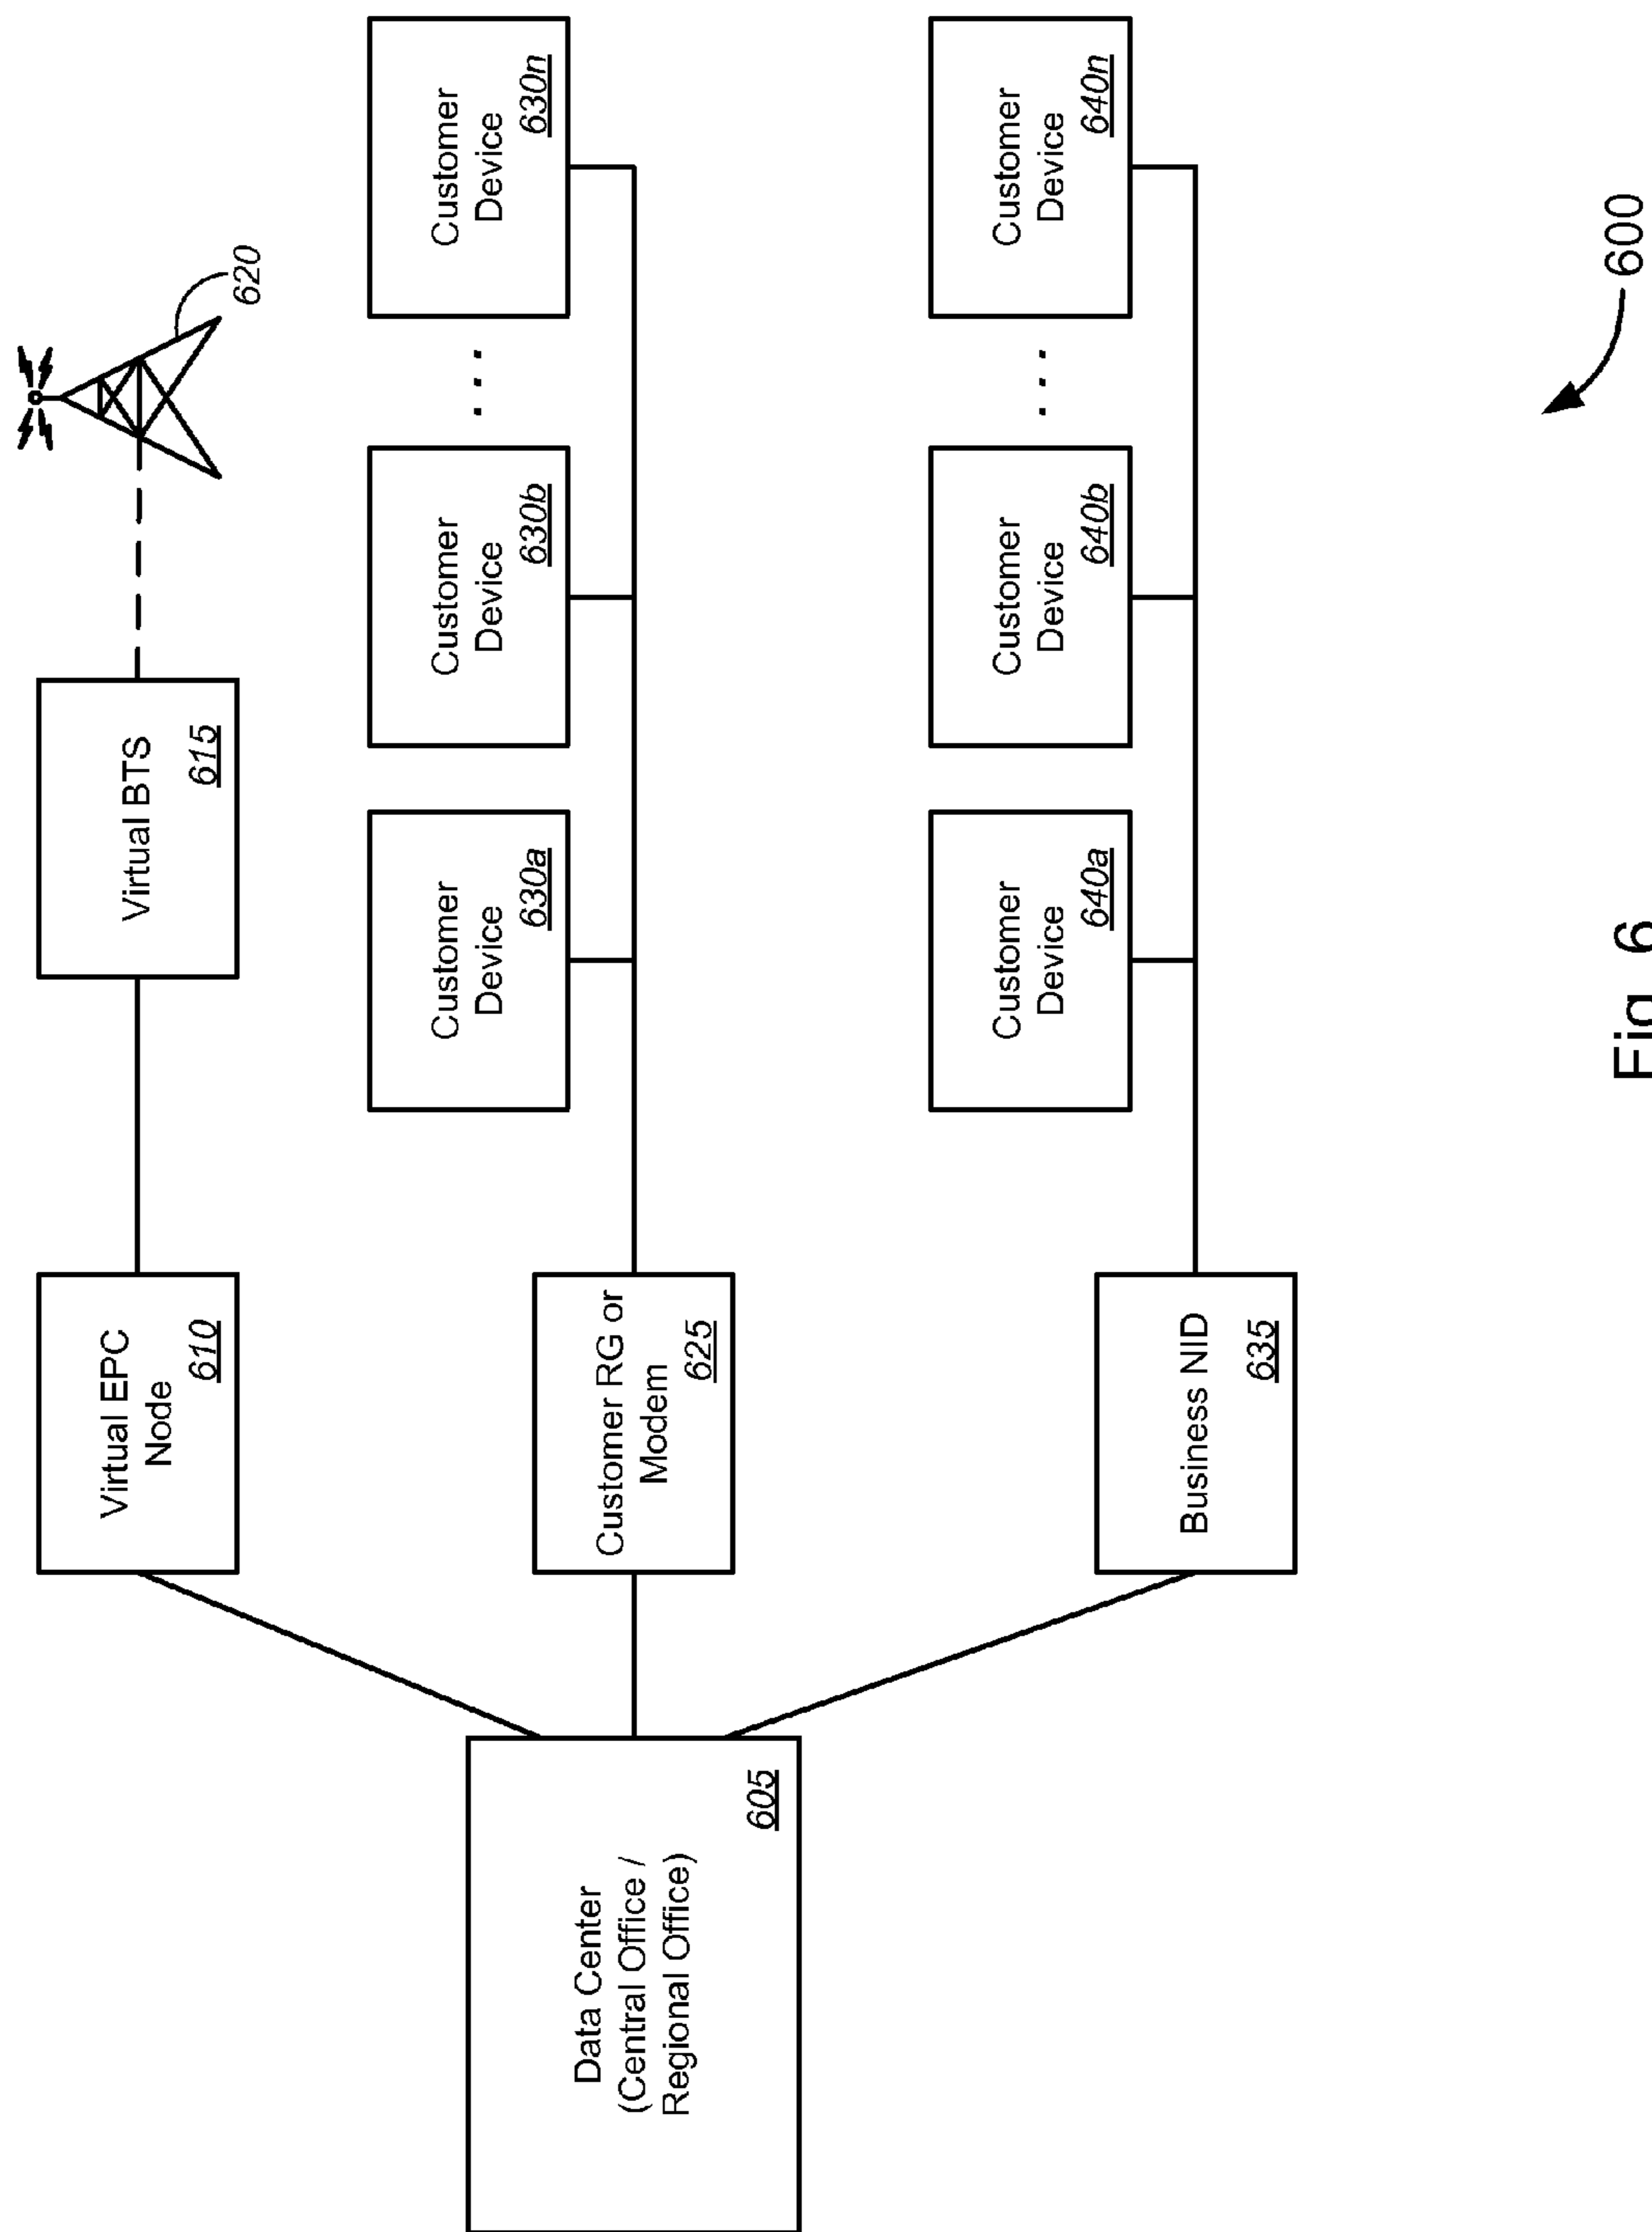 Virtual EPC
Node
610
Virtual BTS
615
620
Customer
Device
630a
Customer
Device
630b
. . .
Customer
Device
630n
Data Center
(Central Office /
Regional Office)
605
Customer RG or
Modem
625
Customer
Device
640a
Customer
Device
640b
. . .
Customer
Device
640n
Business NID
635
600
Fig. 6